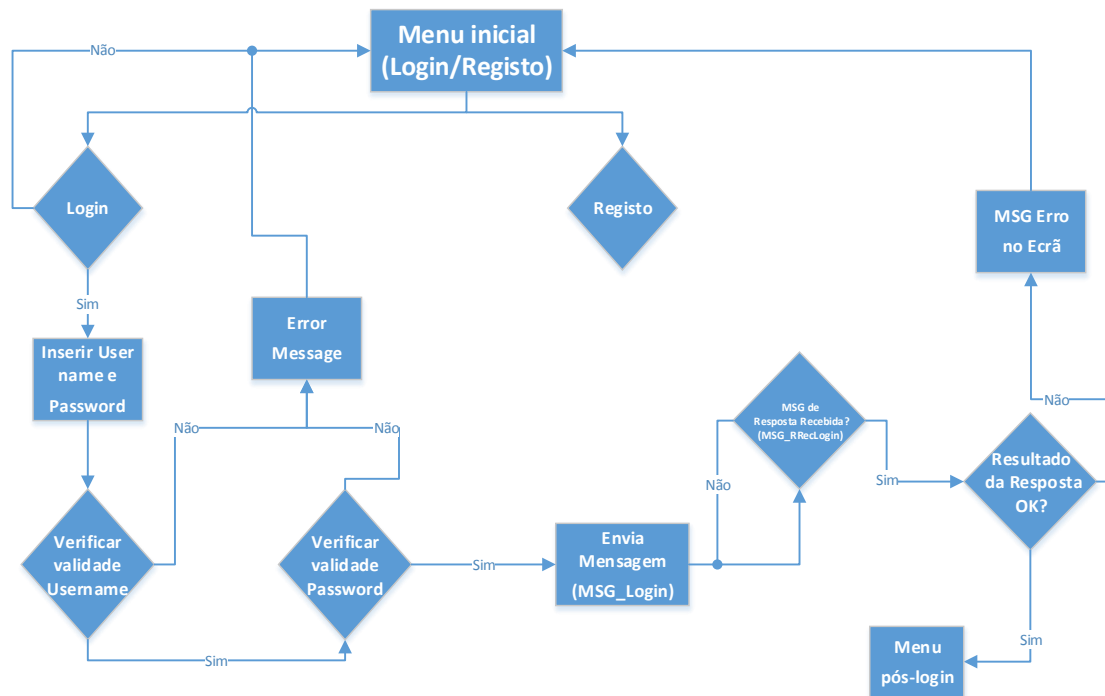 Menu inicial
(Login/Registo)
Não
Login
Registo
MSG Erro
no Ecrã
Sim
Error
Message
Inserir User
name e
Password
MSG de
Resposta Recebida?
(MSG_RRecLogin)
Não
Não
Não
Não
Sim
Resultado
da Resposta
OK?
Verificar
validade
Username
Verificar
validade
Password
Sim
Envia
Mensagem
(MSG_Login)
Sim
Sim
Menu
pós-login